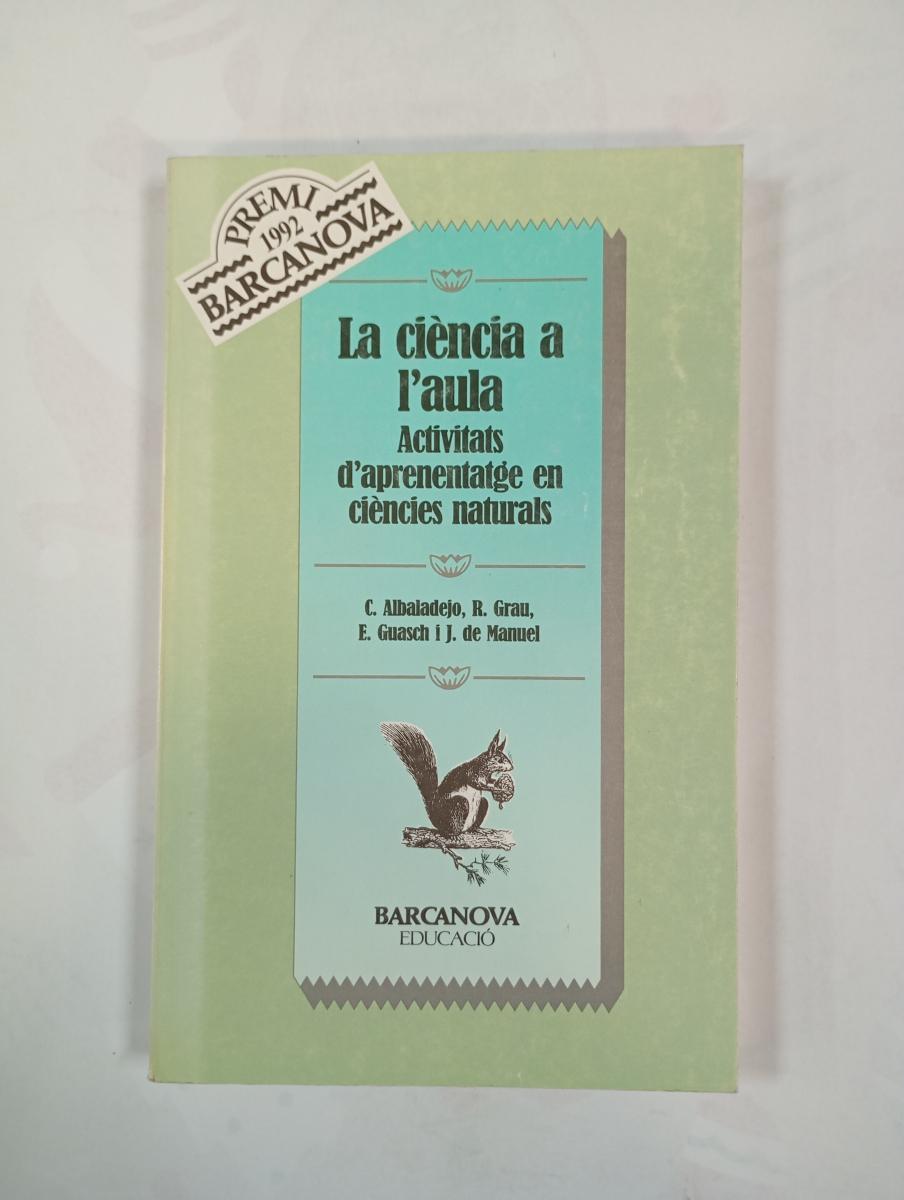 PREMI
1992
BARCANOVA
La ciència a
l'aula
Activitats
d'aprenentatge en
ciències naturals
C. Albaladejo, R. Grau,
E. Guasch i J. de Manuel
BARCANOVA
EDUCACIÓ